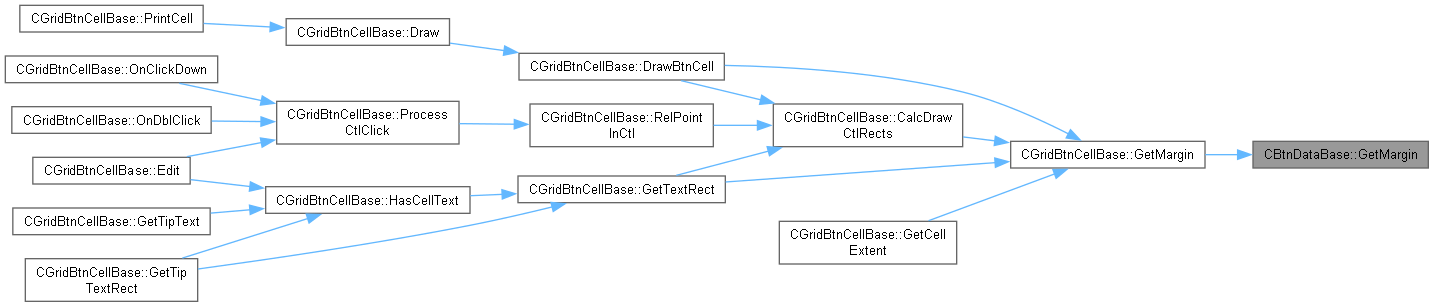 CGridBtnCellBase::PrintCell
CGridBtnCellBase::Draw
CGridBtnCellBase::OnClickDown
CGridBtnCellBase::DrawBtnCell
CGridBtnCellBase::OnDblClick
CGridBtnCellBase::Process
CtlClick
CGridBtnCellBase::RelPoint
InCtl
CGridBtnCellBase::CalcDraw
CtlRects
CGridBtnCellBase::GetMargin
CBtnDataBase::GetMargin
CGridBtnCellBase::Edit
CGridBtnCellBase::HasCellText
CGridBtnCellBase::GetTextRect
CGridBtnCellBase::GetTipText
CGridBtnCellBase::GetCell
Extent
CGridBtnCellBase::GetTip
TextRect